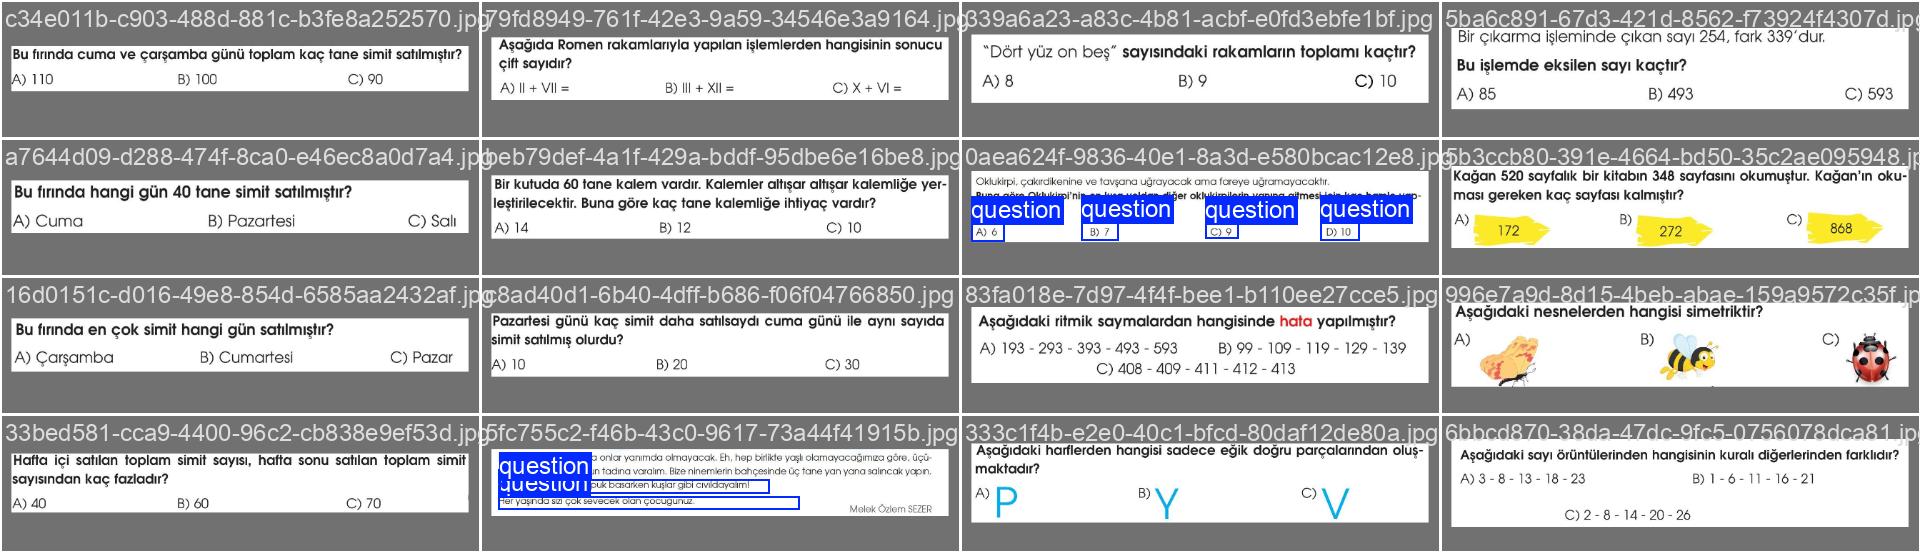 c34e011b-c903-488d-881c-b3fe8a252570.jpg
Bu fırında cuma ve çarşamba günü toplam kaç tane simit satılmıştır?
A) 110 B) 100 C) 90
79fd8949-761f-42e3-9a59-34546e3a9164.jpg
Aşağıda Romen rakamlarıyla yapılan işlemlerden hangisinin sonucu
çift sayıdır?
A) II + VII = B) III + XII = C) X + VI =
339a6a23-a83c-4b81-acbf-e0fd3ebfe1bf.jpg
"Dört yüz on beş" sayısındaki rakamların toplamı kaçtır?
A) 8 B) 9 C) 10
5ba6c891-67d3-421d-8562-f73924f4307d.jpg
Bir çıkarma işleminde çıkan sayı 254, fark 339'dur.
Bu işlemde eksilen sayı kaçtır?
A) 85 B) 493 C) 593
a7644d09-d288-474f-8ca0-e46ec8a0d7a4.jpg
Bu fırında hangi gün 40 tane simit satılmıştır?
A) Cuma B) Pazartesi C) Salı
beb79def-4a1f-429a-bddf-95dbe6e16be8.jpg
Bir kutuda 60 tane kalem vardır. Kalemler altışar altışar kalemliğe yer-
leştirilecektir. Buna göre kaç tane kalemliğe ihtiyaç vardır?
A) 14 B) 12 C) 10
0aea624f-9836-40e1-8a3d-e580bcac12e8.jpg
Oklukirpi, çakırdikenine ve tavşana uğrayacak ama fareye uğramayacaktır.
question question question question
A) 6 B) 7 C) 9 D) 10
5b3ccb80-391e-4664-bd50-35c2ae095948.jpg
Kağan 520 sayfalık bir kitabın 348 sayfasını okumuştur. Kağan'ın oku-
ması gereken kaç sayfası kalmıştır?
A) 172 B) 272 C) 868
16d0151c-d016-49e8-854d-6585aa2432af.jpg
Bu fırında en çok simit hangi gün satılmıştır?
A) Çarşamba B) Cumartesi C) Pazar
c8ad40d1-6b40-4dff-b686-f06f04766850.jpg
Pazartesi günü kaç simit daha satılsaydı cuma günü ile aynı sayıda
simit satılmış olurdu?
A) 10 B) 20 C) 30
83fa018e-7d97-4f4f-bee1-b110ee27cce5.jpg
Aşağıdaki ritmik saymalardan hangisinde hata yapılmıştır?
A) 193 - 293 - 393 - 493 - 593 B) 99 - 109 - 119 - 129 - 139
C) 408 - 409 - 411 - 412 - 413
996e7a9d-8d15-4beb-abae-159a9572c35f.jp
Aşağıdaki nesnelerden hangisi simetriktir?
A) B) C)
33bed581-cca9-4400-96c2-cb838e9ef53d.jpg
Hafta içi satılan toplam simit sayısı, hafta sonu satılan toplam simit
sayısından kaç fazladır?
A) 40 B) 60 C) 70
5fc755c2-f46b-43c0-9617-73a44f41915b.jpg
onlar yanımda olmayacak. Eh, hep birlikte yaşlı olamayacağımıza göre, üçü-
question
tadına varalım. Bize ninemlerin bahçesinde üç tane yan yana salıncak yapın.
question
basarken kuşlar gibi cıvıldayalım!
Her yaşında sizi çok sevecek olan çocuğunuz.
Melek Özlem SEZER
333c1f4b-e2e0-40c1-bfcd-80daf12de80a.jpg
Aşağıdaki harflerden hangisi sadece eğik doğru parçalarından oluş-
maktadır?
A) P B) Y C) V
6bbcd870-38da-47dc-9fc5-0756078dca81.jp
Aşağıdaki sayı örüntülerinden hangisinin kuralı diğerlerinden farklıdır?
A) 3 - 8 - 13 - 18 - 23 B) 1 - 6 - 11 - 16 - 21
C) 2 - 8 - 14 - 20 - 26